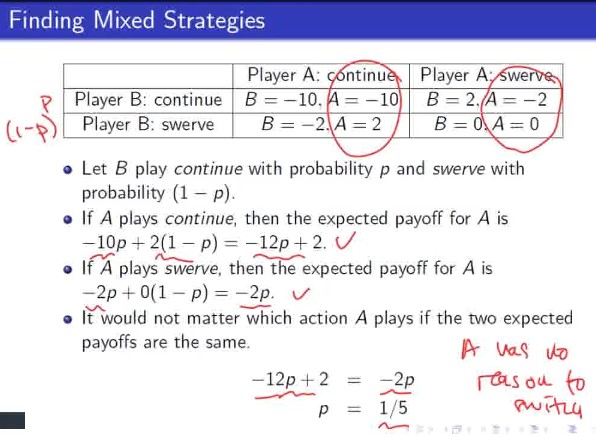 Finding Mixed Strategies
Player A: continue Player A: swerve
p Player B: continue B = −10, A = −10 B = 2, A = −2
(1-p) Player B: swerve B = −2, A = 2 B = 0, A = 0
• Let B play continue with probability p and swerve with
probability (1 − p).
• If A plays continue, then the expected payoff for A is
−10p + 2(1 − p) = −12p + 2. ✓
• If A plays swerve, then the expected payoff for A is
−2p + 0(1 − p) = −2p. ✓
• It would not matter which action A plays if the two expected
payoffs are the same.
A has no
−12p + 2 = −2p reason to
p = 1/5 switch